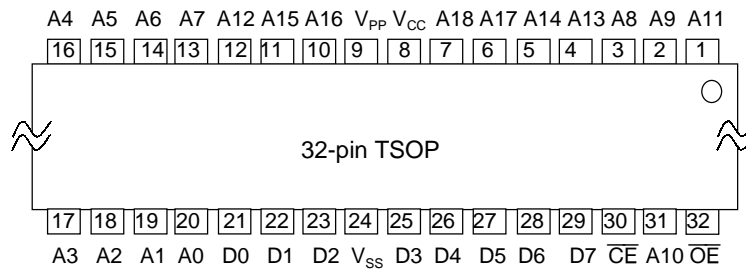 A4 A5 A6 A7 A12 A15 A16 VPP VCC A18 A17 A14 A13 A8 A9 A11
16 15 14 13 12 11 10 9 8 7 6 5 4 3 2 1
32-pin TSOP
17 18 19 20 21 22 23 24 25 26 27 28 29 30 31 32
A3 A2 A1 A0 D0 D1 D2 VSS D3 D4 D5 D6 D7 C̅E̅ A10 O̅E̅